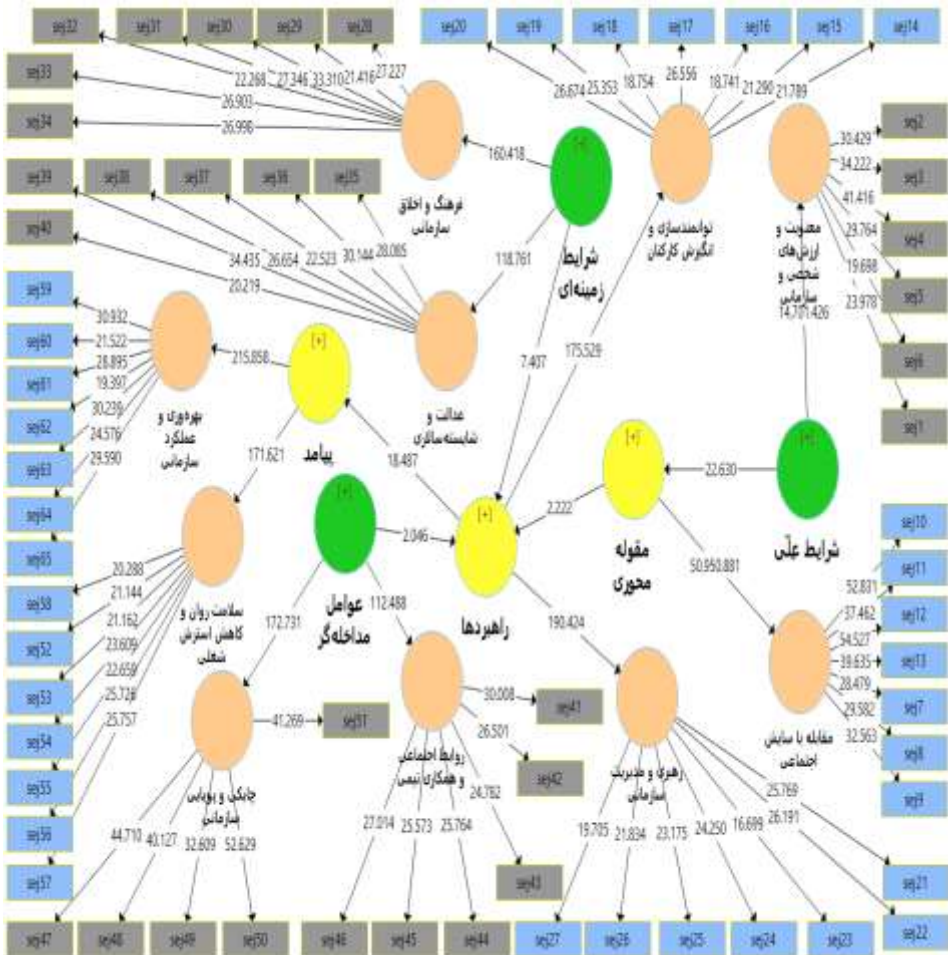 sej32 sej31 sej30 sej29 sej28 sej20 sej19 sej18 sej17 sej16 sej15 sej14
22.268 27.346 33.310 21.416 27.227
26.674 25.353 18.754 26.556 18.741 21.290 21.789
sej33
26.903
sej34
26.998
[+]
160.418
sej2
30.429
34.222
sej3
41.416
29.764
sej4
19.698
sej5
23.978
sej6
sej1
14,701.426
فرهنگ و اخلاق
سازمانی
شرایط
زمینه‌ای
توانمندسازی و
انگیزش کارکنان
معنویت و
ارزش‌های
شخصی و
سازمانی
sej39 sej38 sej37 sej36 sej35
sej40
34.435 26.654 22.523 30.144 28.085
20.219
118.761
7.407
175.529
عدالت و
شایسته‌سالاری
sej59
30.932
sej60
21.522
sej61
28.895
19.397
sej62
30.239
sej63
24.576
29.590
sej64
sej65
215.858
[+]
بهره‌وری و
عملکرد
سازمانی
پیامد
171.621
18.487
[+]
2.046
[+]
2.222
[+]
22.630
[+]
عوامل
مداخله‌گر
راهبردها
مقوله
محوری
شرایط علّی
50,950.881
sej10
sej11
52.831
37.462
sej12
54.527
39.635
sej13
28.479
sej7
29.582
32.563
sej8
sej9
مقابله با سایش
اجتماعی
sej58
20.288
21.144
sej52
21.162
23.609
sej53
22.659
sej54
25.726
25.757
sej55
sej56
sej57
سلامت روان و
کاهش استرش
شغلی
172.731
112.488
190.424
41.269
sej51
چابکی و پویایی
سازمانی
44.710 40.127 32.609 52.629
sej47 sej48 sej49 sej50
روابط اجتماعی
و همکاری تیمی
30.008
sej41
26.501
sej42
24.782
sej43
27.014 25.573 25.764
sej46 sej45 sej44
رهبری و مدیریت
سازمانی
25.769
26.191
19.705 21.834 23.175 24.250 16.699
sej21
sej22
sej27 sej26 sej25 sej24 sej23